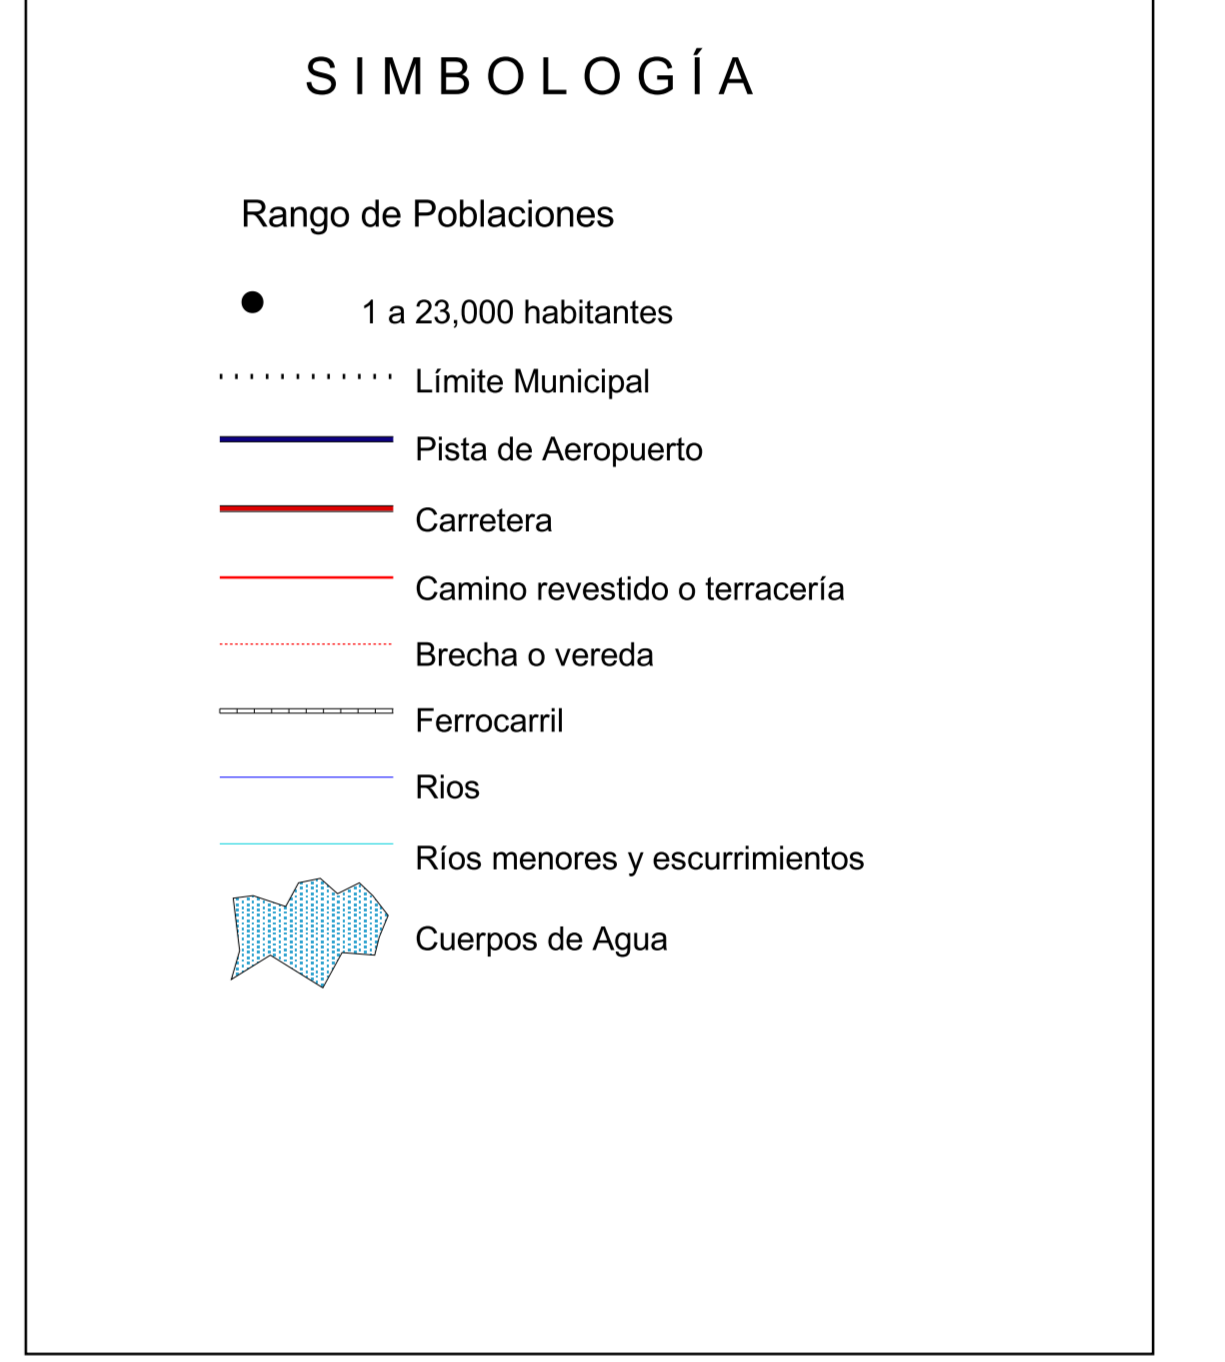 SIMBOLOGÍA
Rango de Poblaciones
1 a 23,000 habitantes
Límite Municipal
Pista de Aeropuerto
Carretera
Camino revestido o terracería
Brecha o vereda
Ferrocarril
Rios
Ríos menores y escurrimientos
Cuerpos de Agua